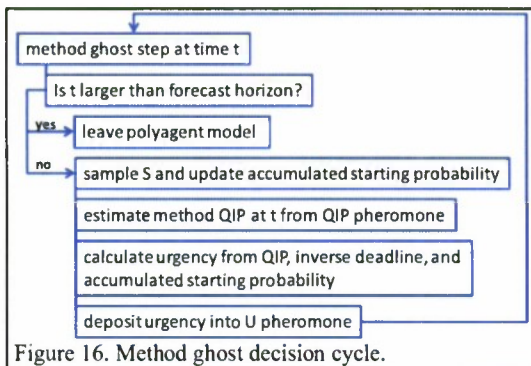 method ghost step at time t
Is t larger than forecast horizon?
yes
leave polyagent model
no
sample S and update accumulated starting probability
estimate method QIP at t from QIP pheromone
calculate urgency from QIP, inverse deadline, and
accumulated starting probability
deposit urgency into U pheromone
Figure 16. Method ghost decision cycle.